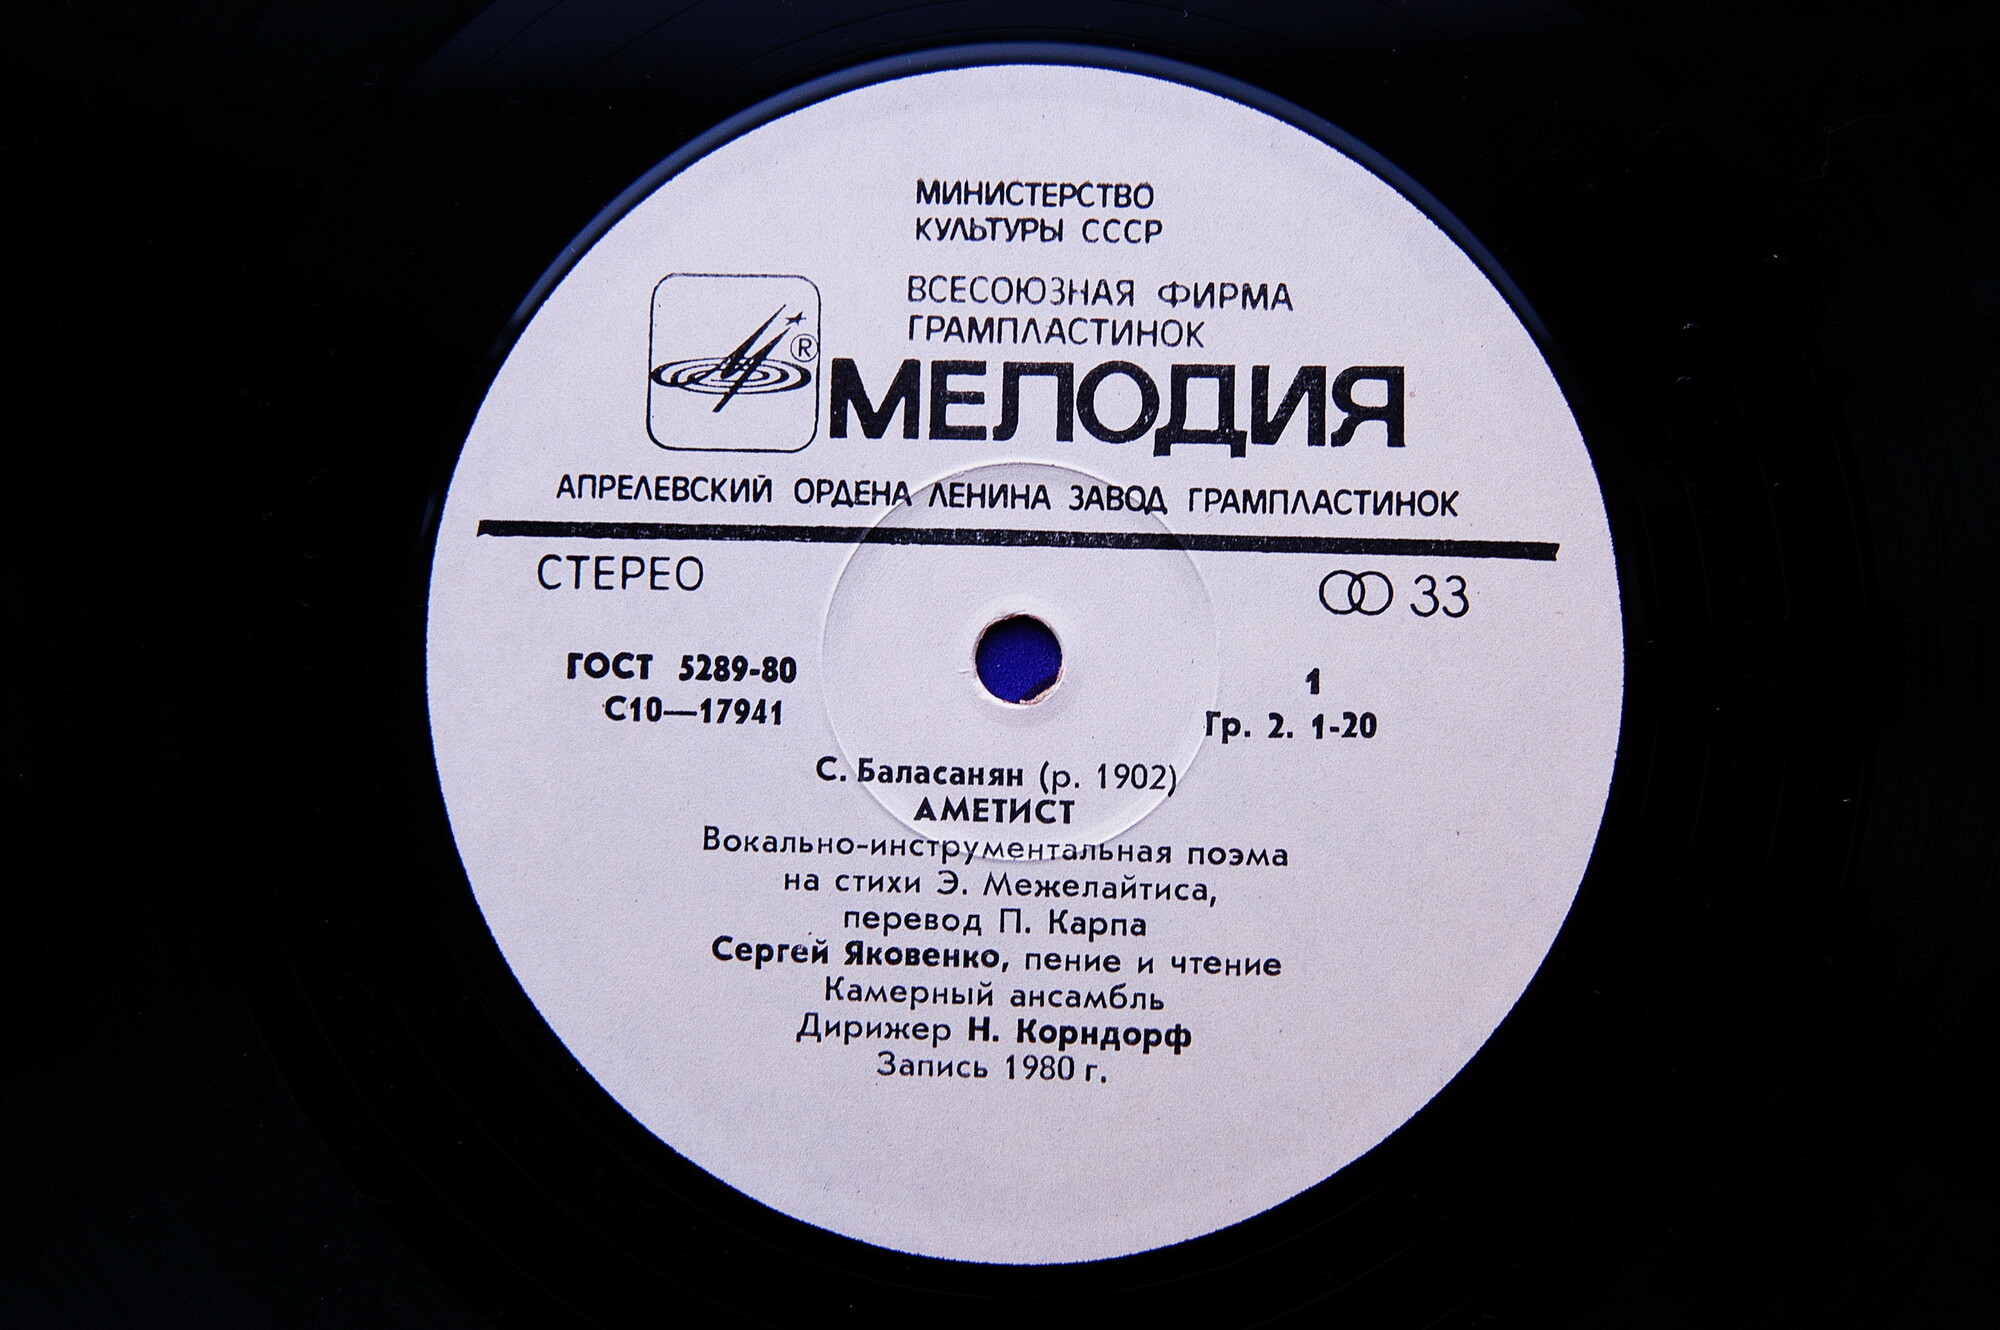 МИНИСТЕРСТВО
КУЛЬТУРЫ СССР
ВСЕСОЮЗНАЯ ФИРМА
ГРАМПЛАСТИНОК
®
МЕЛОДИЯ
АПРЕЛЕВСКИЙ ОРДЕНА ЛЕНИНА ЗАВОД ГРАМПЛАСТИНОК
СТЕРЕО
33
ГОСТ 5289-80
С10—17941
1
Гр. 2. 1-20
С. Баласанян (р. 1902)
АМЕТИСТ
Вокально-инструментальная поэма
на стихи Э. Межелайтиса,
перевод П. Карпа
Сергей Яковенко, пение и чтение
Камерный ансамбль
Дирижер Н. Корндорф
Запись 1980 г.